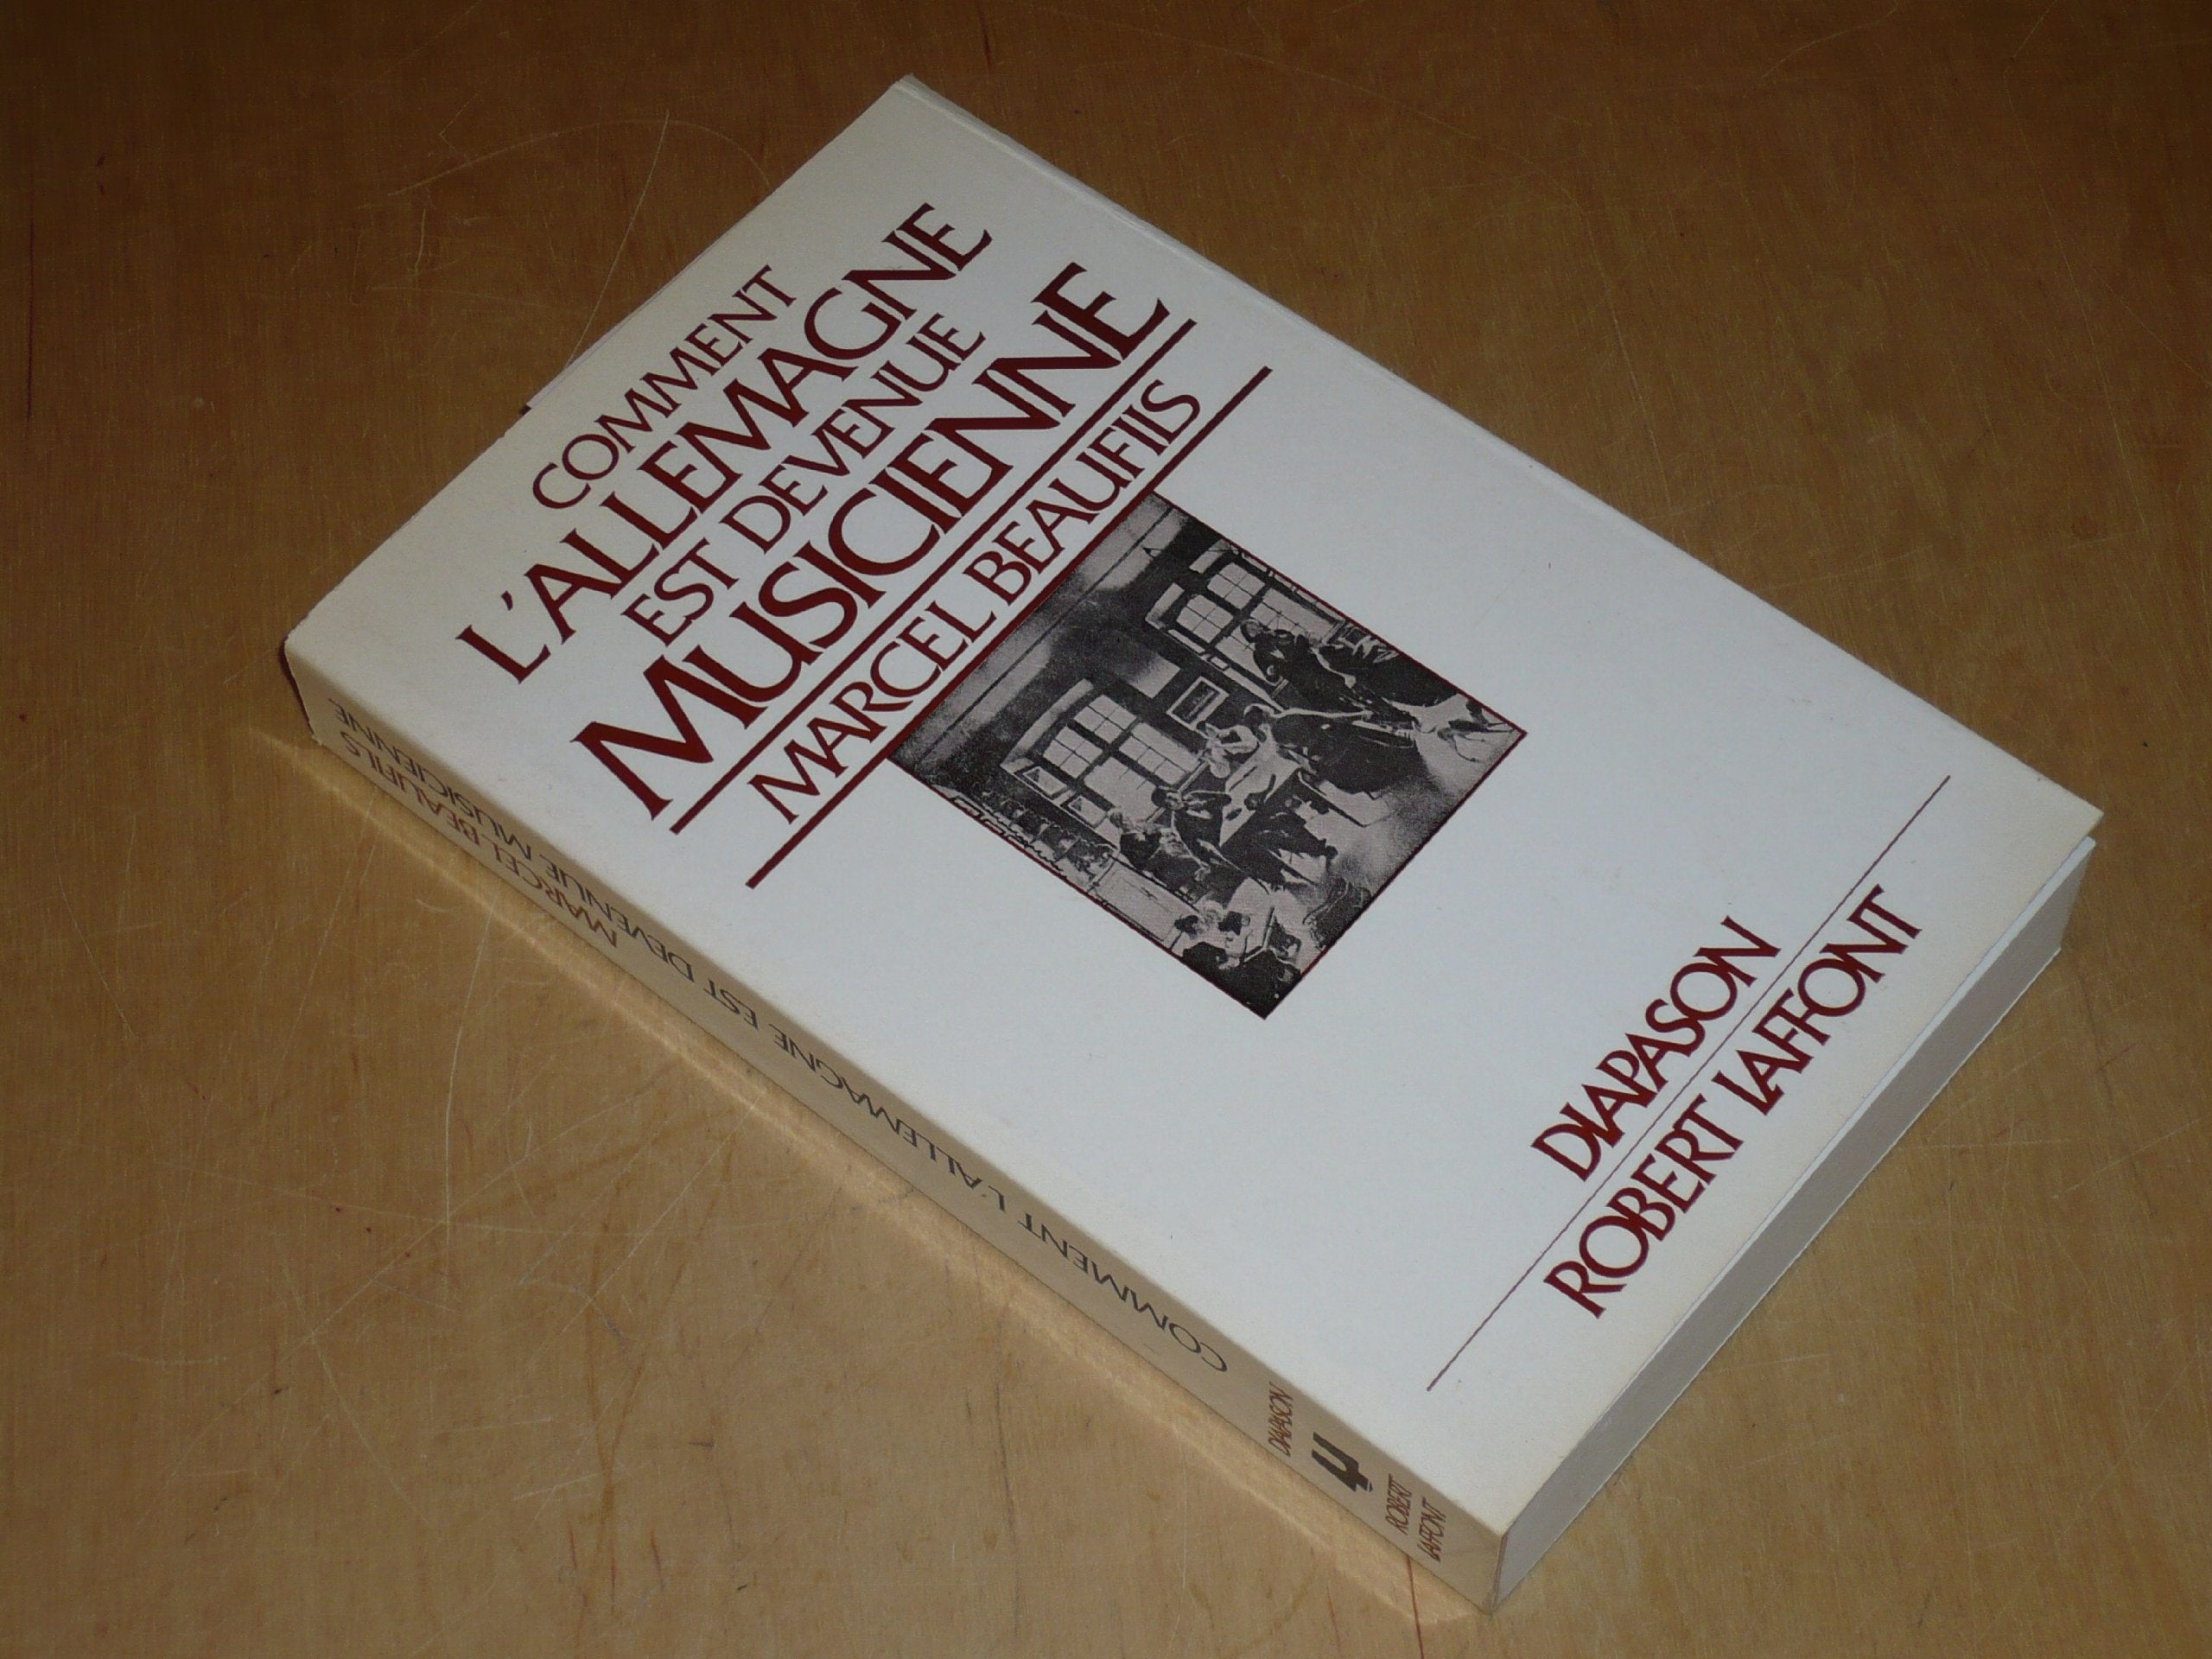 COMMENT
L'ALLEMAGNE
EST DEVENUE
MUSICIENNE
MARCEL BEAUFILS
DIAPASON
ROBERT LAFFONT
MARCEL BEAUFILS
COMMENT L'ALLEMAGNE EST DEVENUE MUSICIENNE
DIAPASON
ROBERT
LAFFONT